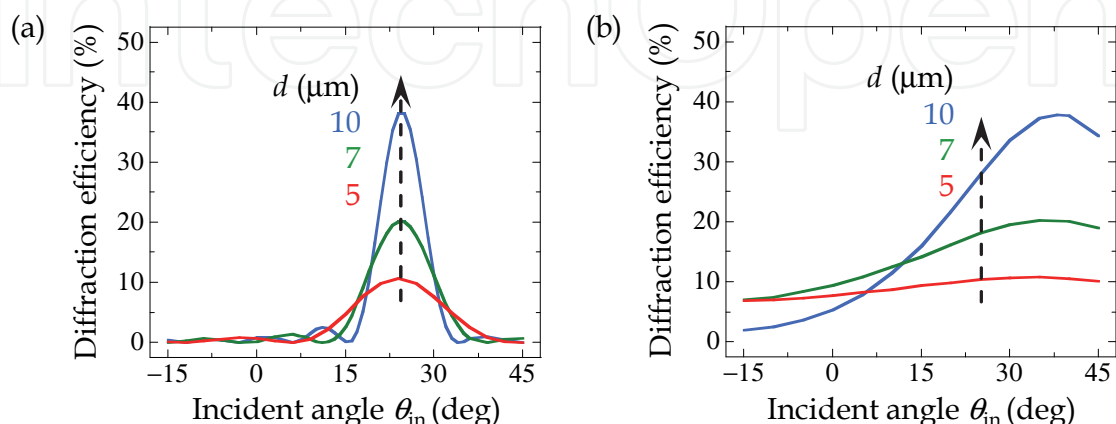 IntechOpen
(a)
Diffraction efficiency (%)
50
40
30
20
10
0
d (μm)
10
7
5
−15 0 15 30 45
Incident angle θin (deg)
(b)
Diffraction efficiency (%)
50
40
30
20
10
0
d (μm)
10
7
5
−15 0 15 30 45
Incident angle θin (deg)